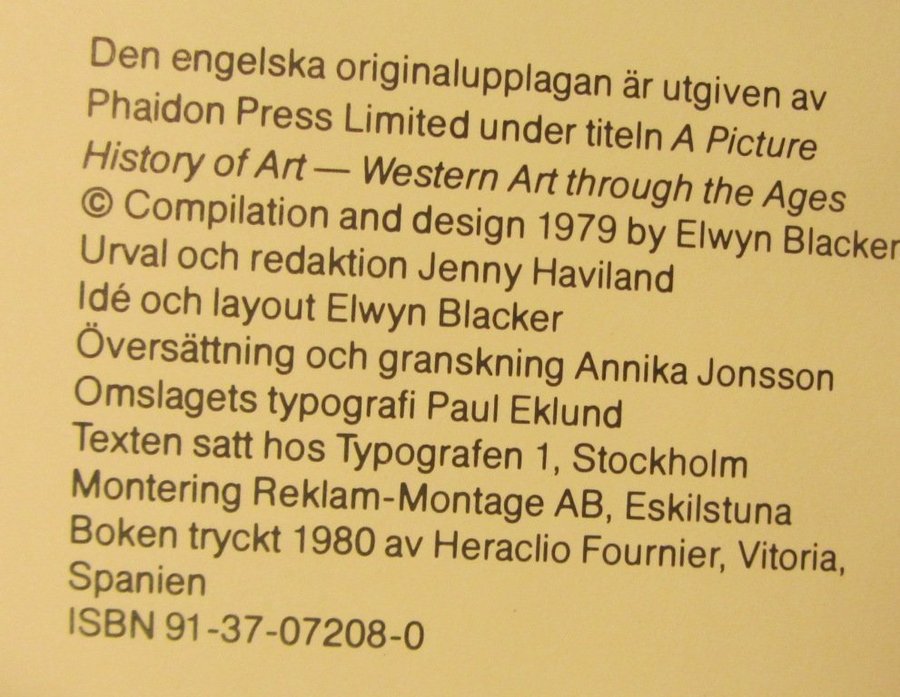 Den engelska originalupplagan är utgiven av
Phaidon Press Limited under titeln A Picture
History of Art — Western Art through the Ages
© Compilation and design 1979 by Elwyn Blacker
Urval och redaktion Jenny Haviland
Idé och layout Elwyn Blacker
Översättning och granskning Annika Jonsson
Omslagets typografi Paul Eklund
Texten satt hos Typografen 1, Stockholm
Montering Reklam-Montage AB, Eskilstuna
Boken tryckt 1980 av Heraclio Fournier, Vitoria,
Spanien
ISBN 91-37-07208-0